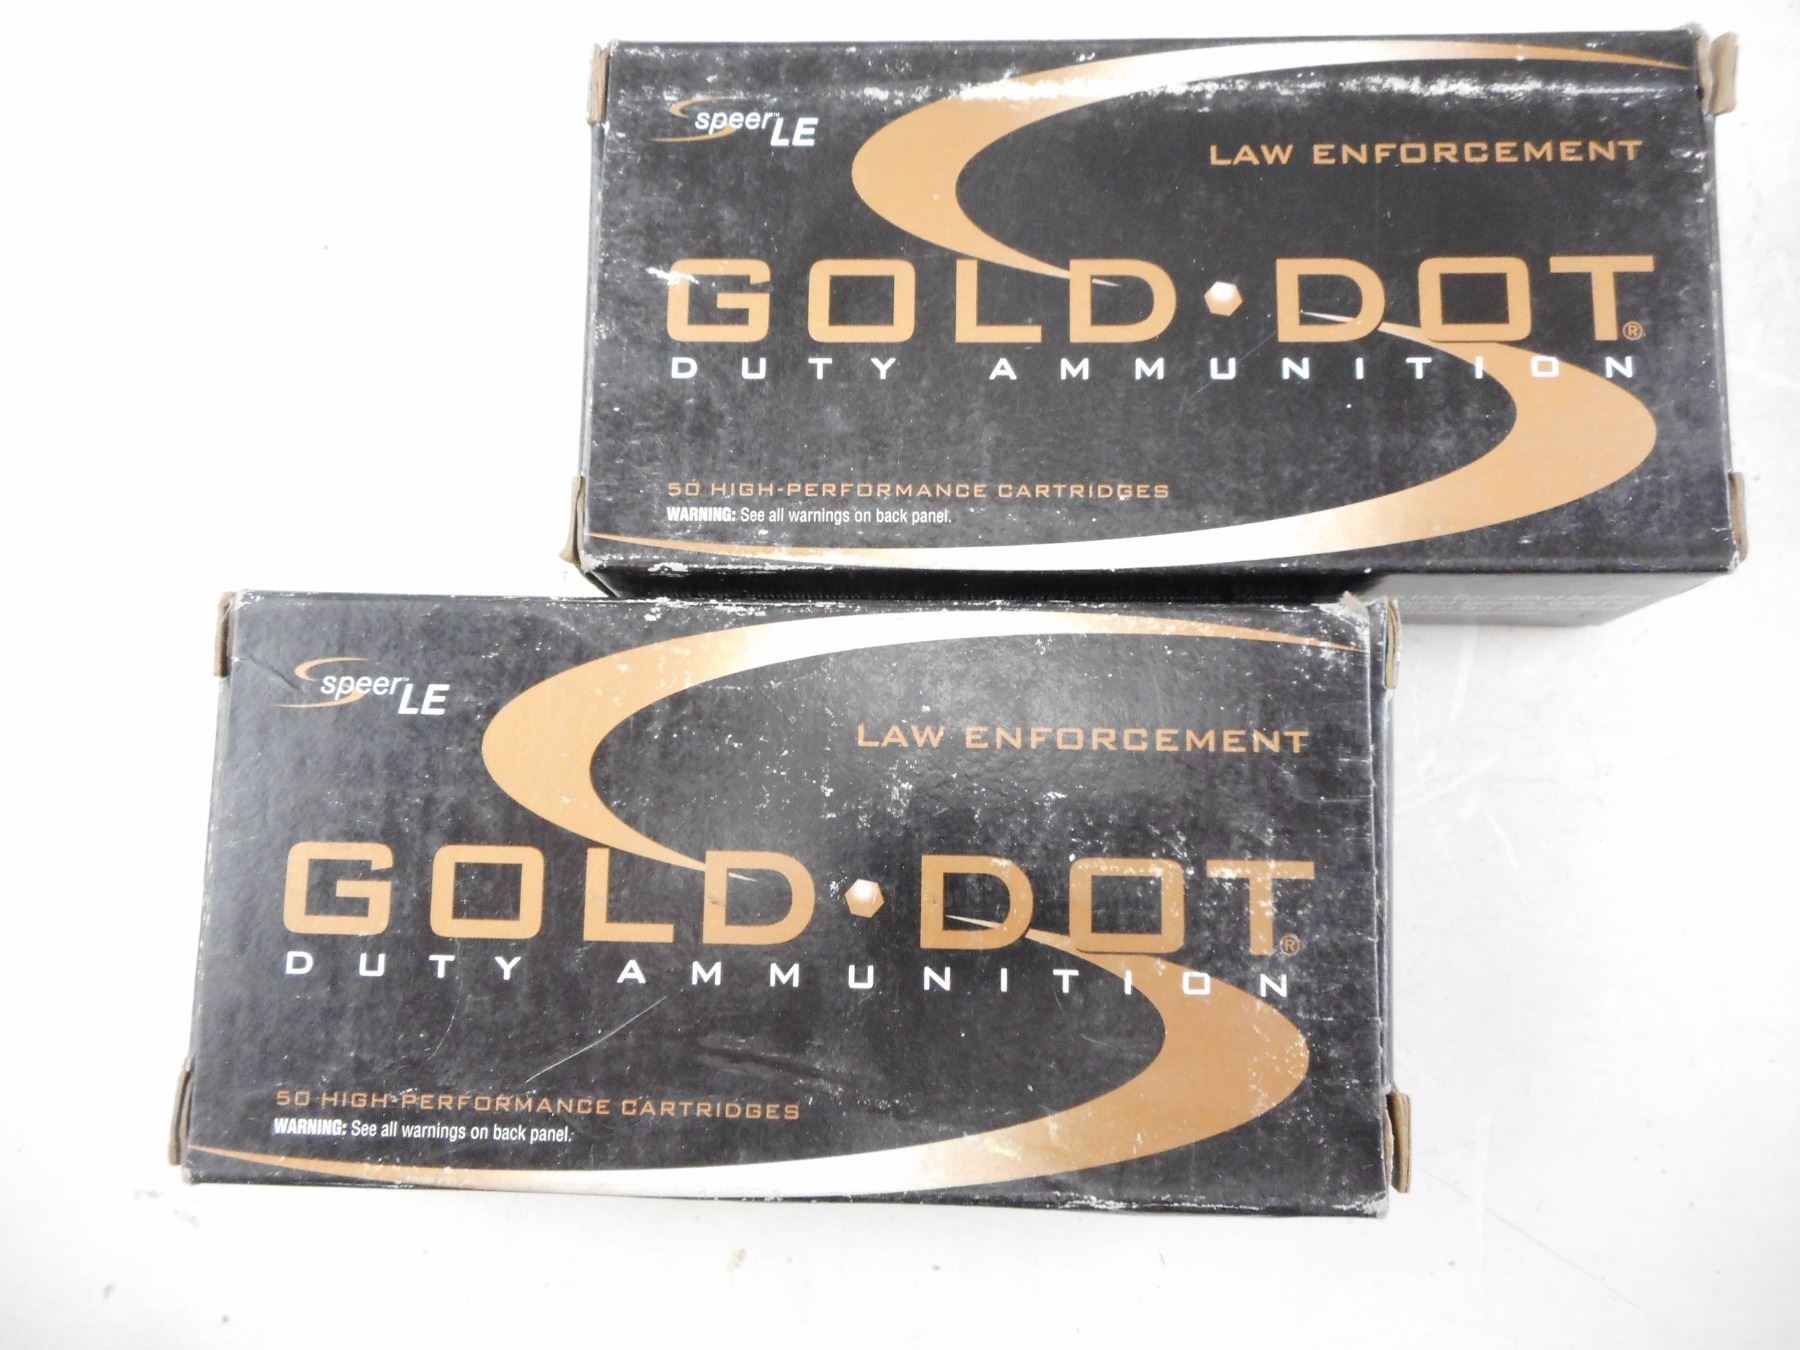 speer LE
LAW ENFORCEMENT
GOLD DOT®
DUTY AMMUNITION
50 HIGH-PERFORMANCE CARTRIDGES
WARNING: See all warnings on back panel.
speer LE
LAW ENFORCEMENT
GOLD DOT®
DUTY AMMUNITION
50 HIGH-PERFORMANCE CARTRIDGES
WARNING: See all warnings on back panel.